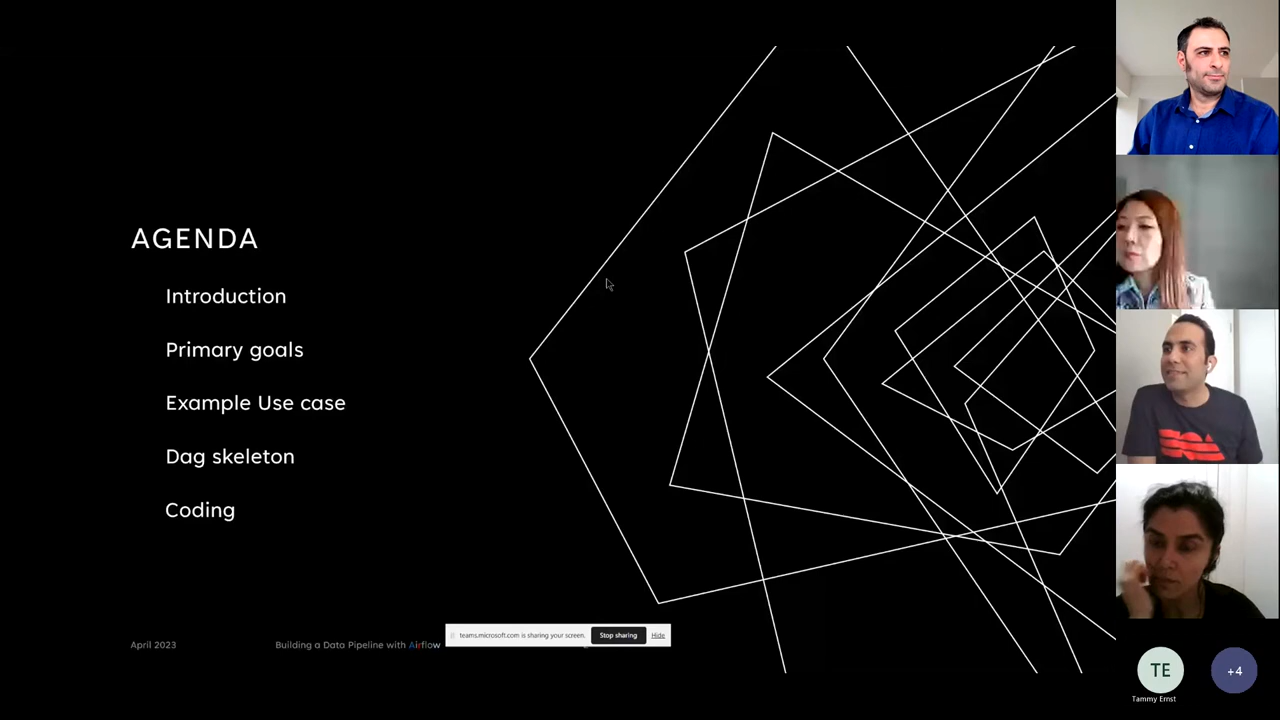 AGENDA
Introduction
Primary goals
Example Use case
Dag skeleton
Coding
April 2023
Building a Data Pipeline with Airflow
teams.microsoft.com is sharing your screen.
Stop sharing
Hide
TE
+4
Tammy Ernst